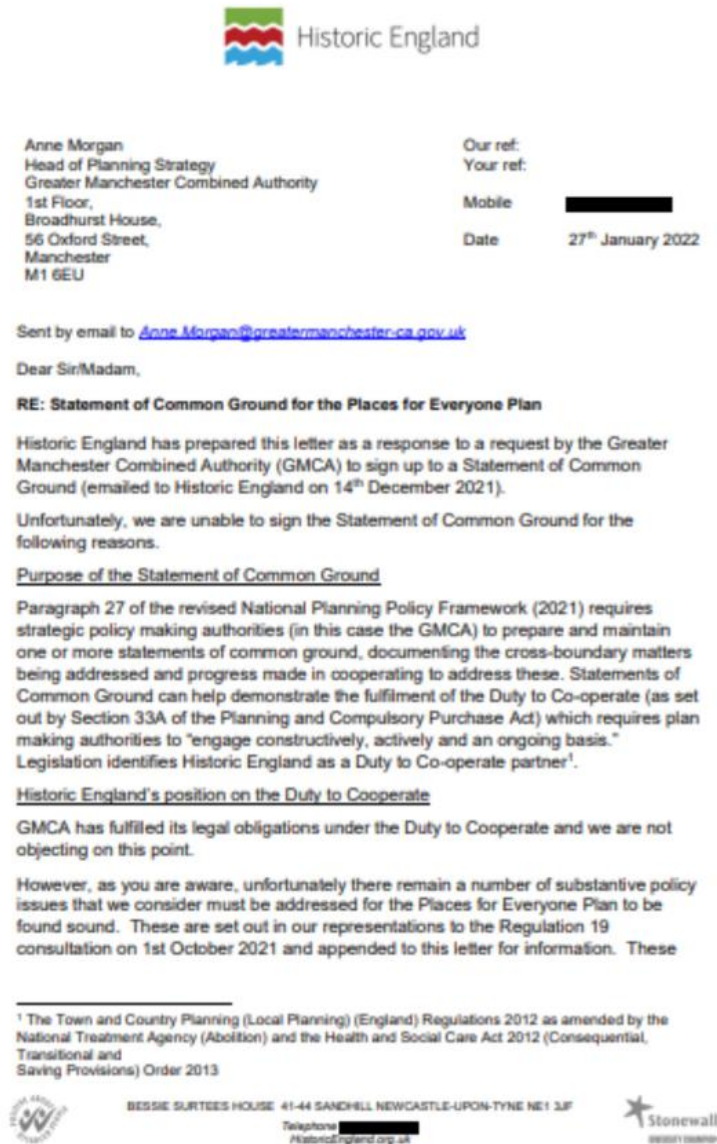 Historic England
Anne Morgan
Head of Planning Strategy
Greater Manchester Combined Authority
1st Floor,
Broadhurst House,
56 Oxford Street,
Manchester
M1 6EU
Our ref:
Your ref:
Mobile
Date 27th January 2022
Sent by email to Anne.Morgan@greatermanchester-ca.gov.uk
Dear Sir/Madam,
RE: Statement of Common Ground for the Places for Everyone Plan
Historic England has prepared this letter as a response to a request by the Greater
Manchester Combined Authority (GMCA) to sign up to a Statement of Common
Ground (emailed to Historic England on 14th December 2021).
Unfortunately, we are unable to sign the Statement of Common Ground for the
following reasons.
Purpose of the Statement of Common Ground
Paragraph 27 of the revised National Planning Policy Framework (2021) requires
strategic policy making authorities (in this case the GMCA) to prepare and maintain
one or more statements of common ground, documenting the cross-boundary matters
being addressed and progress made in cooperating to address these. Statements of
Common Ground can help demonstrate the fulfilment of the Duty to Co-operate (as set
out by Section 33A of the Planning and Compulsory Purchase Act) which requires plan
making authorities to “engage constructively, actively and an ongoing basis.”
Legislation identifies Historic England as a Duty to Co-operate partner1.
Historic England's position on the Duty to Cooperate
GMCA has fulfilled its legal obligations under the Duty to Cooperate and we are not
objecting on this point.
However, as you are aware, unfortunately there remain a number of substantive policy
issues that we consider must be addressed for the Places for Everyone Plan to be
found sound. These are set out in our representations to the Regulation 19
consultation on 1st October 2021 and appended to this letter for information. These
1 The Town and Country Planning (Local Planning) (England) Regulations 2012 as amended by the
National Treatment Agency (Abolition) and the Health and Social Care Act 2012 (Consequential,
Transitional and
Saving Provisions) Order 2013
BESSIE SURTEES HOUSE 41-44 SANDHILL NEWCASTLE-UPON-TYNE NE1 3JF
Telephone
HistoricEngland.org.uk
Stonewall